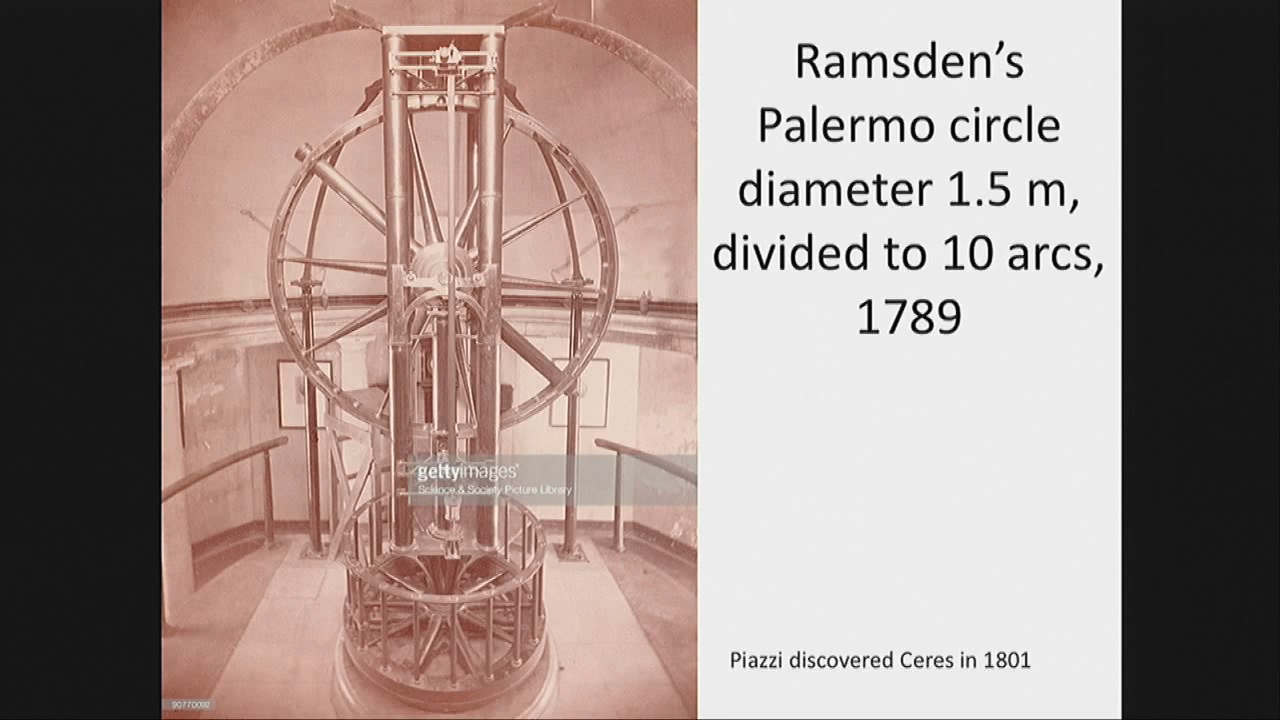 Ramsden’s
Palermo circle
diameter 1.5 m,
divided to 10 arcs,
1789
gettyimages®
Science & Society Picture Library
Piazzi discovered Ceres in 1801
90770092